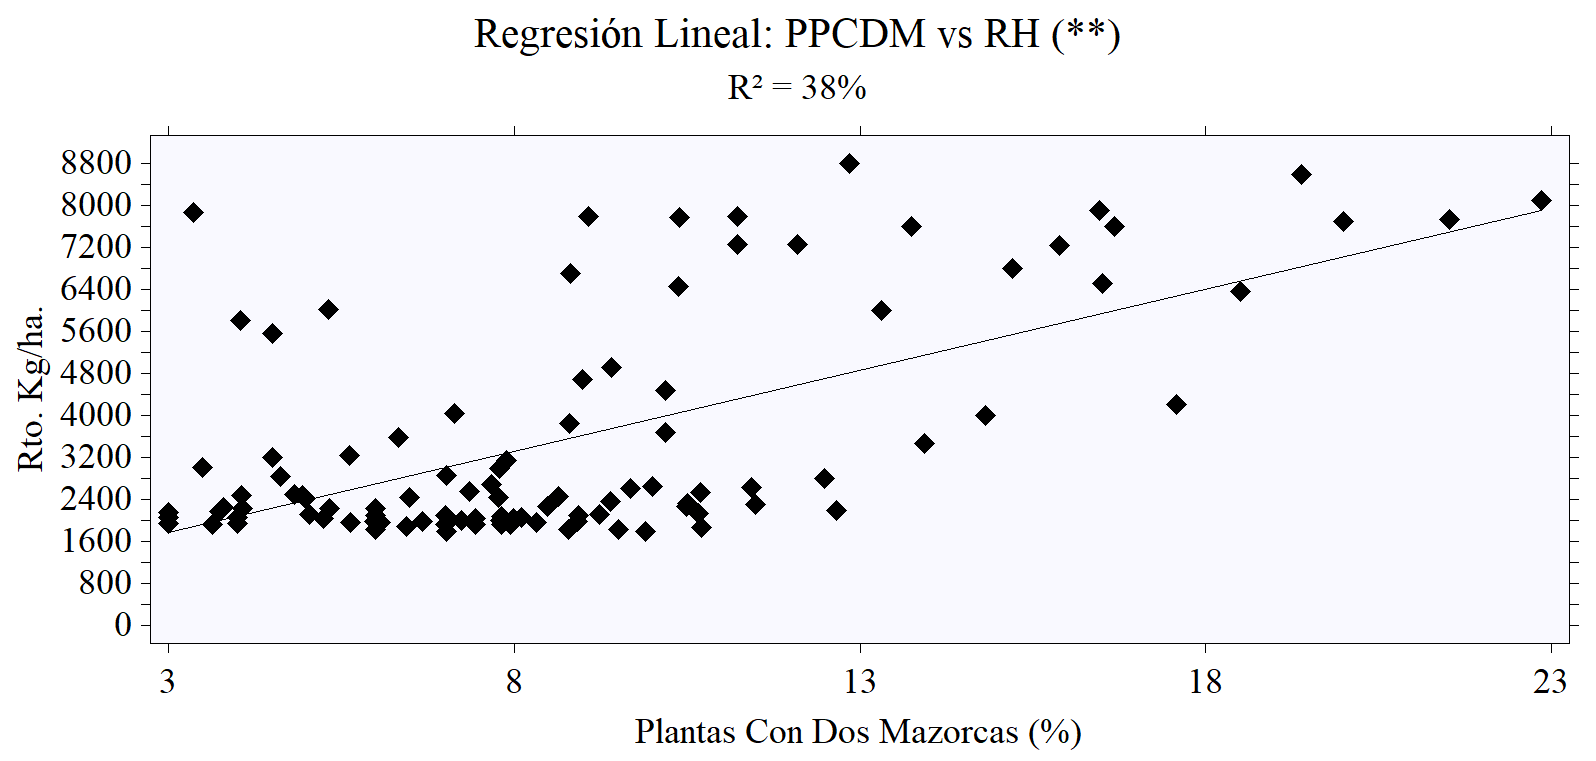 Regresión Lineal: PPCDM vs RH (**)
R² = 38%
8800
8000
7200
6400
5600
4800
4000
3200
2400
1600
800
0
Rto. Kg/ha.
3 8 13 18 23
Plantas Con Dos Mazorcas (%)